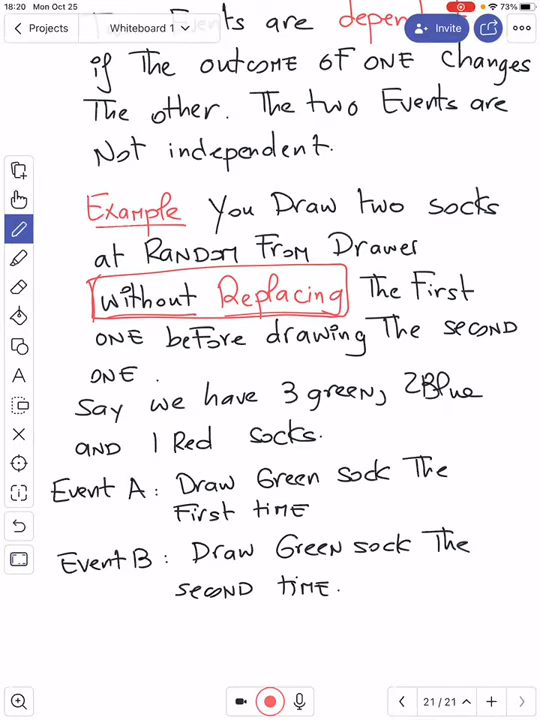 18:20 Mon Oct 25
73%
Projects
Whiteboard 1
Invite
Events are
if The outcome of ONE changes
The other. The two Events are
Not independent.
Example You Draw two socks
at Random From Drawer
without Replacing The First
ONE before drawing The second
ONE.
Say we have 3 green, 2 Blue
AND 1 Red socks.
Event A: Draw Green sock The
First time
Event B: Draw Green sock The
second time.
21/21